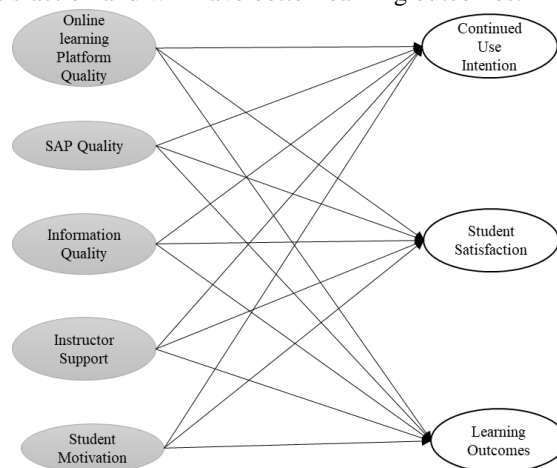 Online
learning
Platform
Quality
Continued
Use
Intention
SAP Quality
Information
Quality
Student
Satisfaction
Instructor
Support
Student
Motivation
Learning
Outcomes